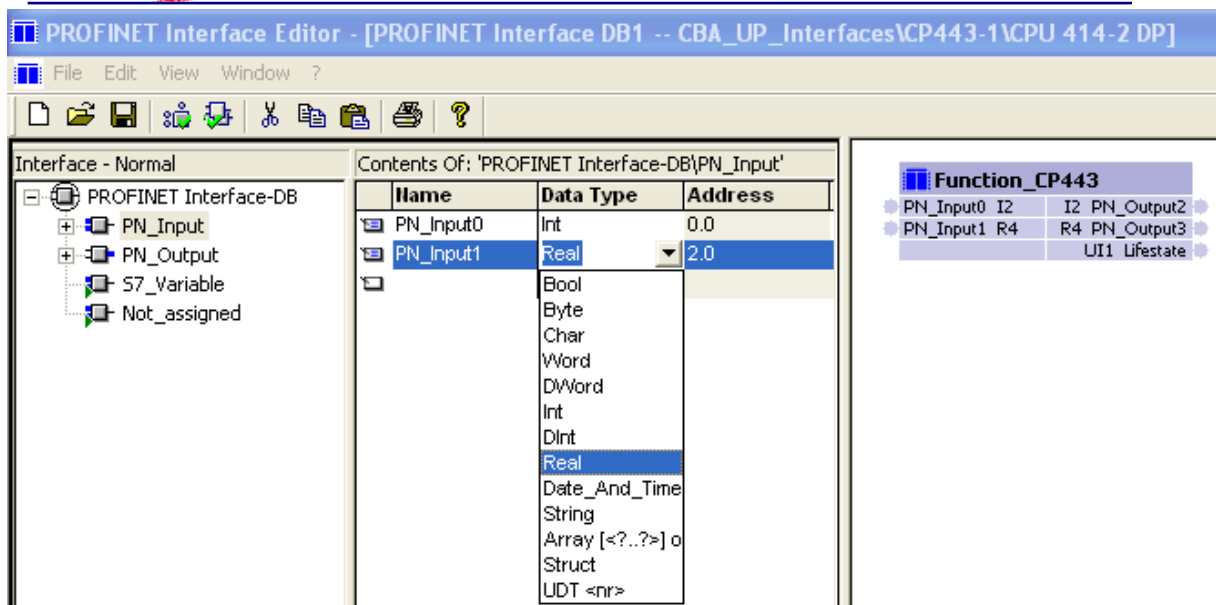 PROFINET Interface Editor - [PROFINET Interface DB1 -- CBA_UP_Interfaces\CP443-1\CPU 414-2 DP]
File Edit View Window ?
Interface - Normal
PROFINET Interface-DB
PN_Input
PN_Output
S7_Variable
Not_assigned
Contents Of: 'PROFINET Interface-DB\PN_Input'
Name Data Type Address
PN_Input0 Int 0.0
PN_Input1 Real 2.0
Bool
Byte
Char
Word
DWord
Int
DInt
Real
Date_And_Time
String
Array [<?..?>] o
Struct
UDT <nr>
Function_CP443
PN_Input0 I2 I2 PN_Output2
PN_Input1 R4 R4 PN_Output3
UI1 Lifestate